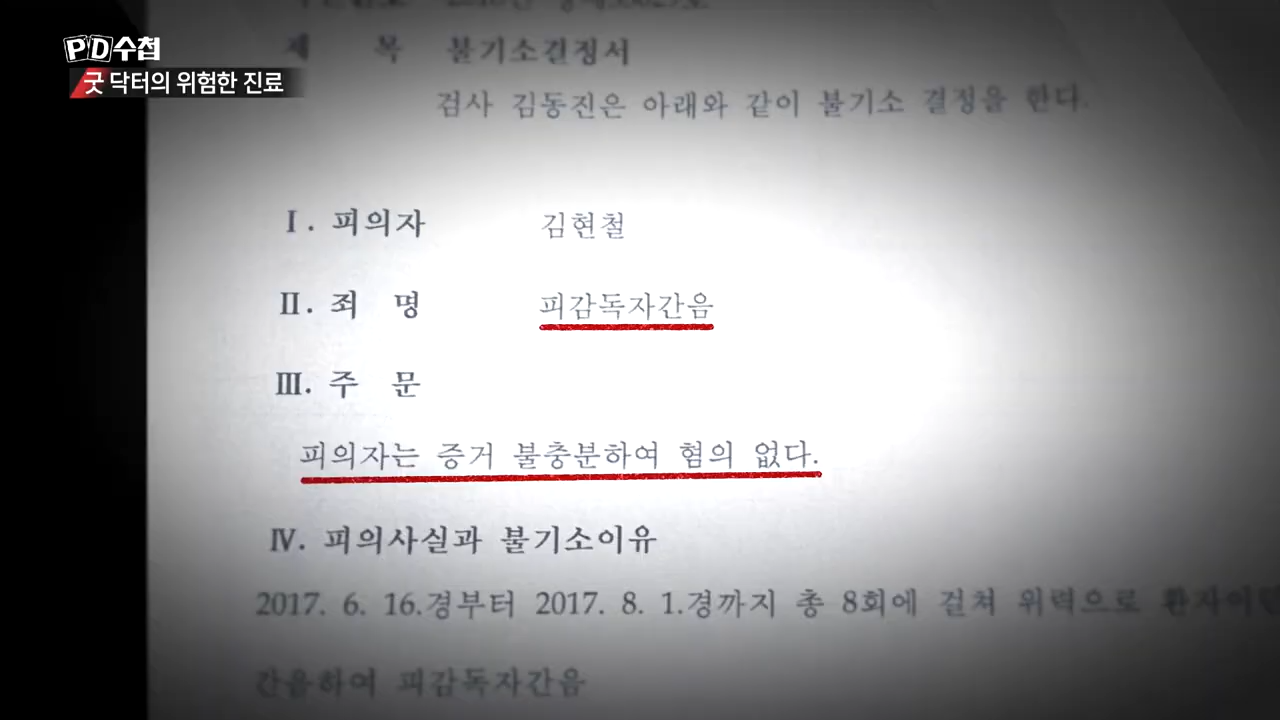 PD수첩
굿 닥터의 위험한 진료
제 목 불기소결정서
검사 김동진은 아래와 같이 불기소 결정을 한다.
Ⅰ. 피의자 김현철
Ⅱ. 죄 명 피감독자간음
Ⅲ. 주 문
피의자는 증거 불충분하여 혐의 없다.
Ⅳ. 피의사실과 불기소이유
2017. 6. 16.경부터 2017. 8. 1.경까지 총 8회에 걸쳐 위력으로 환자이던
간음하여 피감독자간음